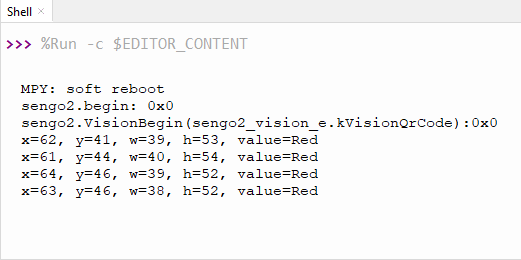 Shell ×
>>> %Run -c $EDITOR_CONTENT
MPY: soft reboot
sengo2.begin: 0x0
sengo2.VisionBegin(sengo2_vision_e.kVisionQrCode):0x0
x=62, y=41, w=39, h=53, value=Red
x=61, y=44, w=40, h=54, value=Red
x=64, y=46, w=39, h=52, value=Red
x=63, y=46, w=38, h=52, value=Red